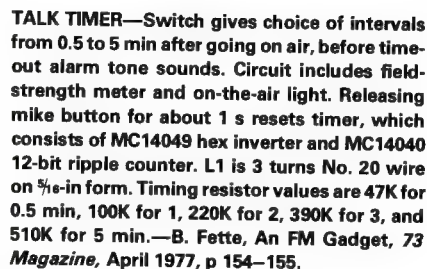 TALK TIMER—Switch gives choice of intervals
from 0.5 to 5 min after going on air, before time-
out alarm tone sounds. Circuit includes field-
strength meter and on-the-air light. Releasing
mike button for about 1 s resets timer, which
consists of MC14049 hex inverter and MC14040
12-bit ripple counter. L1 is 3 turns No. 20 wire
on 5/16-in form. Timing resistor values are 47K for
0.5 min, 100K for 1, 220K for 2, 390K for 3, and
510K for 5 min.—B. Fette, An FM Gadget, 73
Magazine, April 1977, p 154–155.